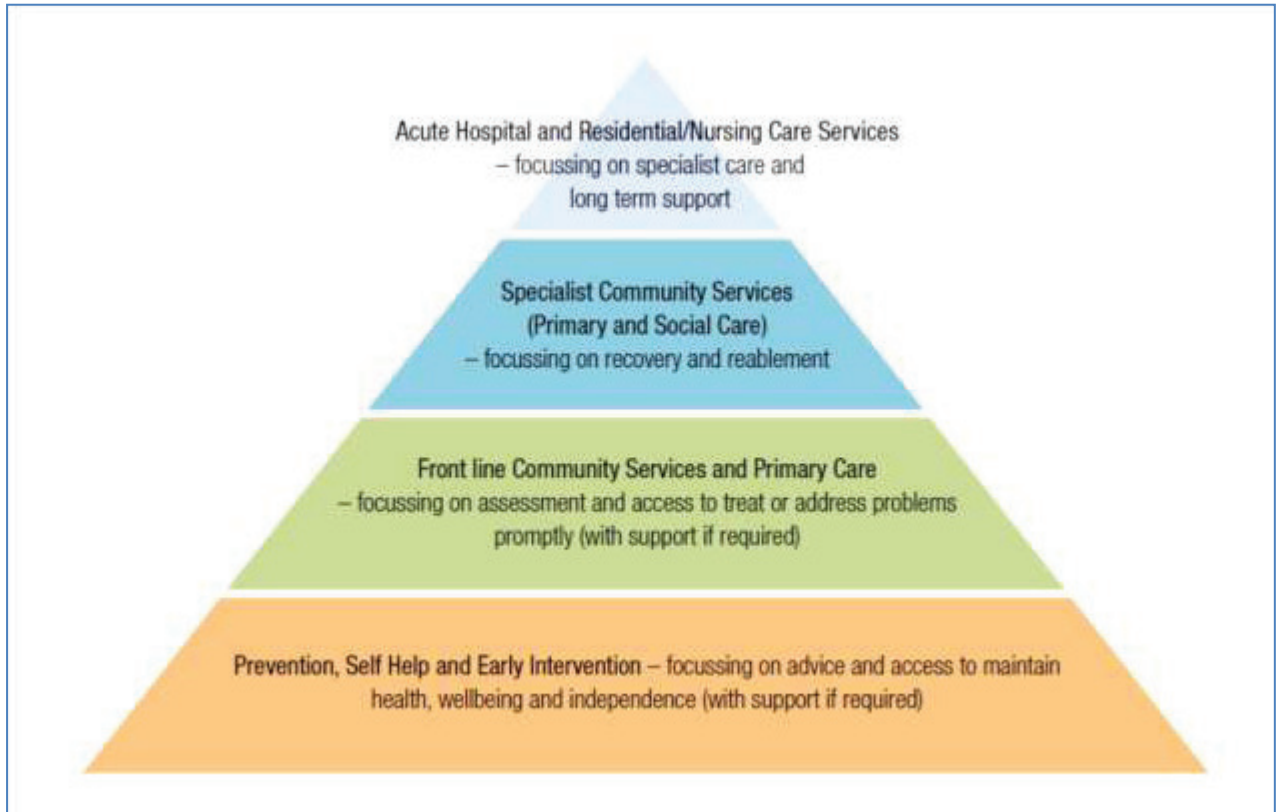 Acute Hospital and Residential/Nursing Care Services
– focussing on specialist care and
long term support
Specialist Community Services
(Primary and Social Care)
– focussing on recovery and reablement
Front line Community Services and Primary Care
– focussing on assessment and access to treat or address problems
promptly (with support if required)
Prevention, Self Help and Early Intervention – focussing on advice and access to maintain
health, wellbeing and independence (with support if required)